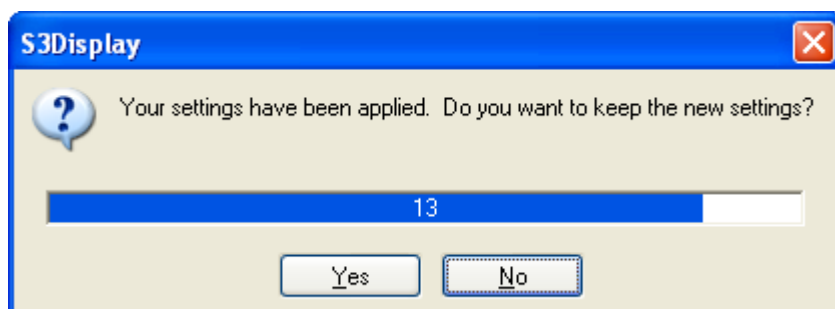 S3Display
Your settings have been applied.  Do you want to keep the new settings?
13
Yes
No